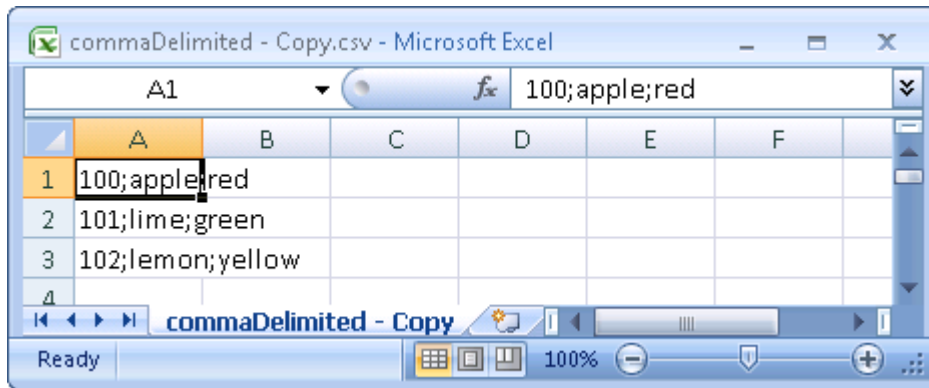 commaDelimited - Copy.csv - Microsoft Excel
A1 fx 100;apple;red
A B C D E F
1 100;apple;red
2 101;lime;green
3 102;lemon;yellow
4
commaDelimited - Copy
Ready 100%